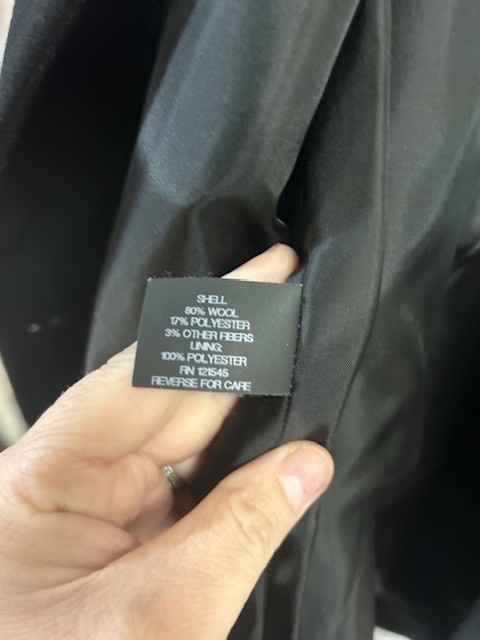 SHELL
80% WOOL
17% POLYESTER
3% OTHER FIBERS
LINING:
100% POLYESTER
RN 121545
REVERSE FOR CARE